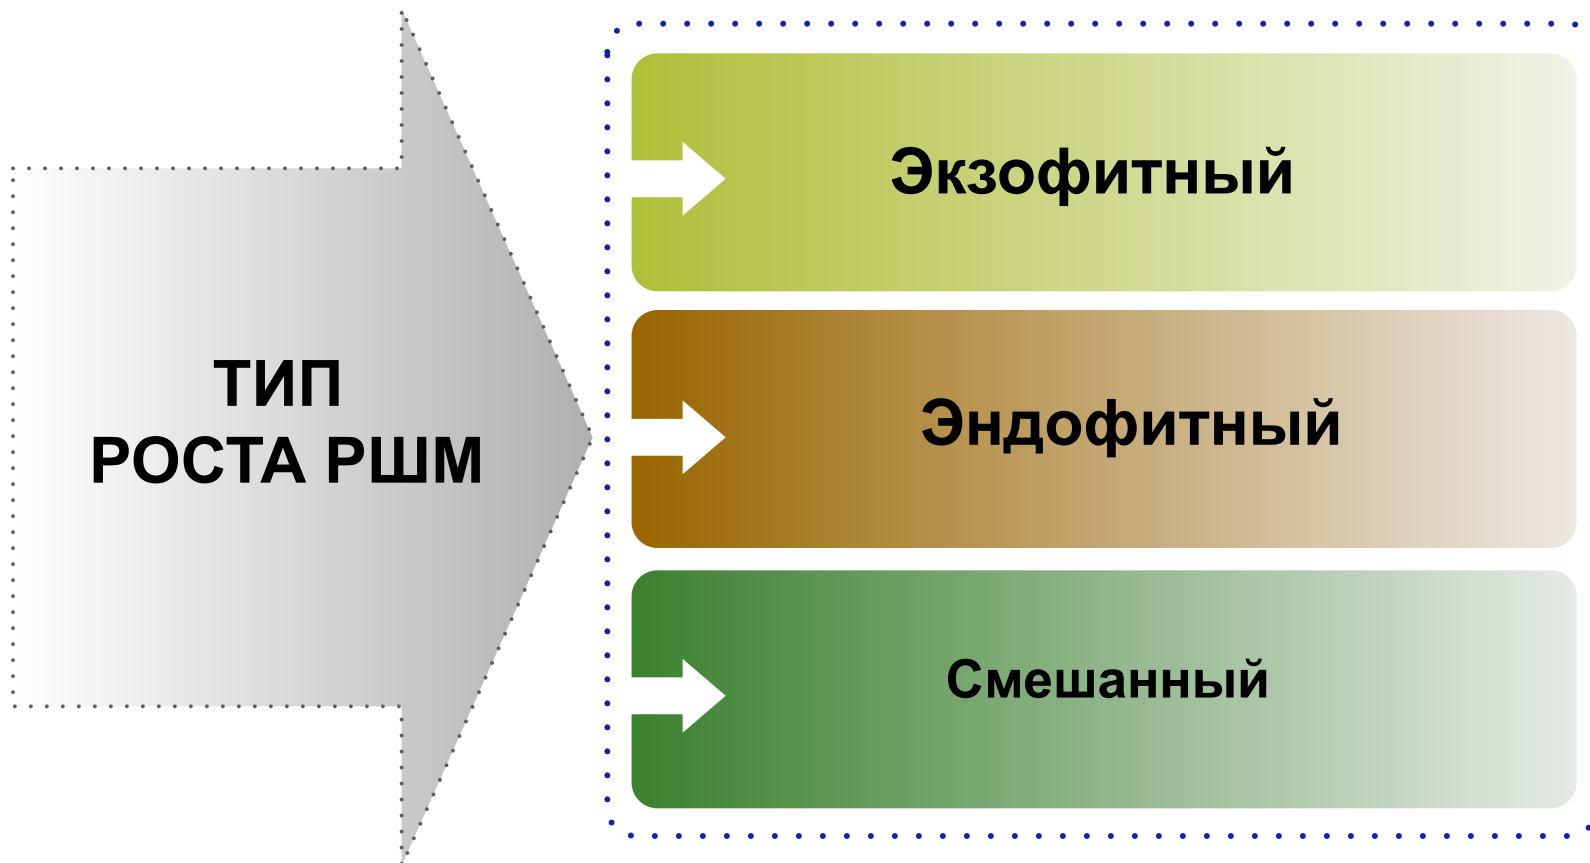 ТИП
РОСТА РШМ
Экзофитный
Эндофитный
Смешанный